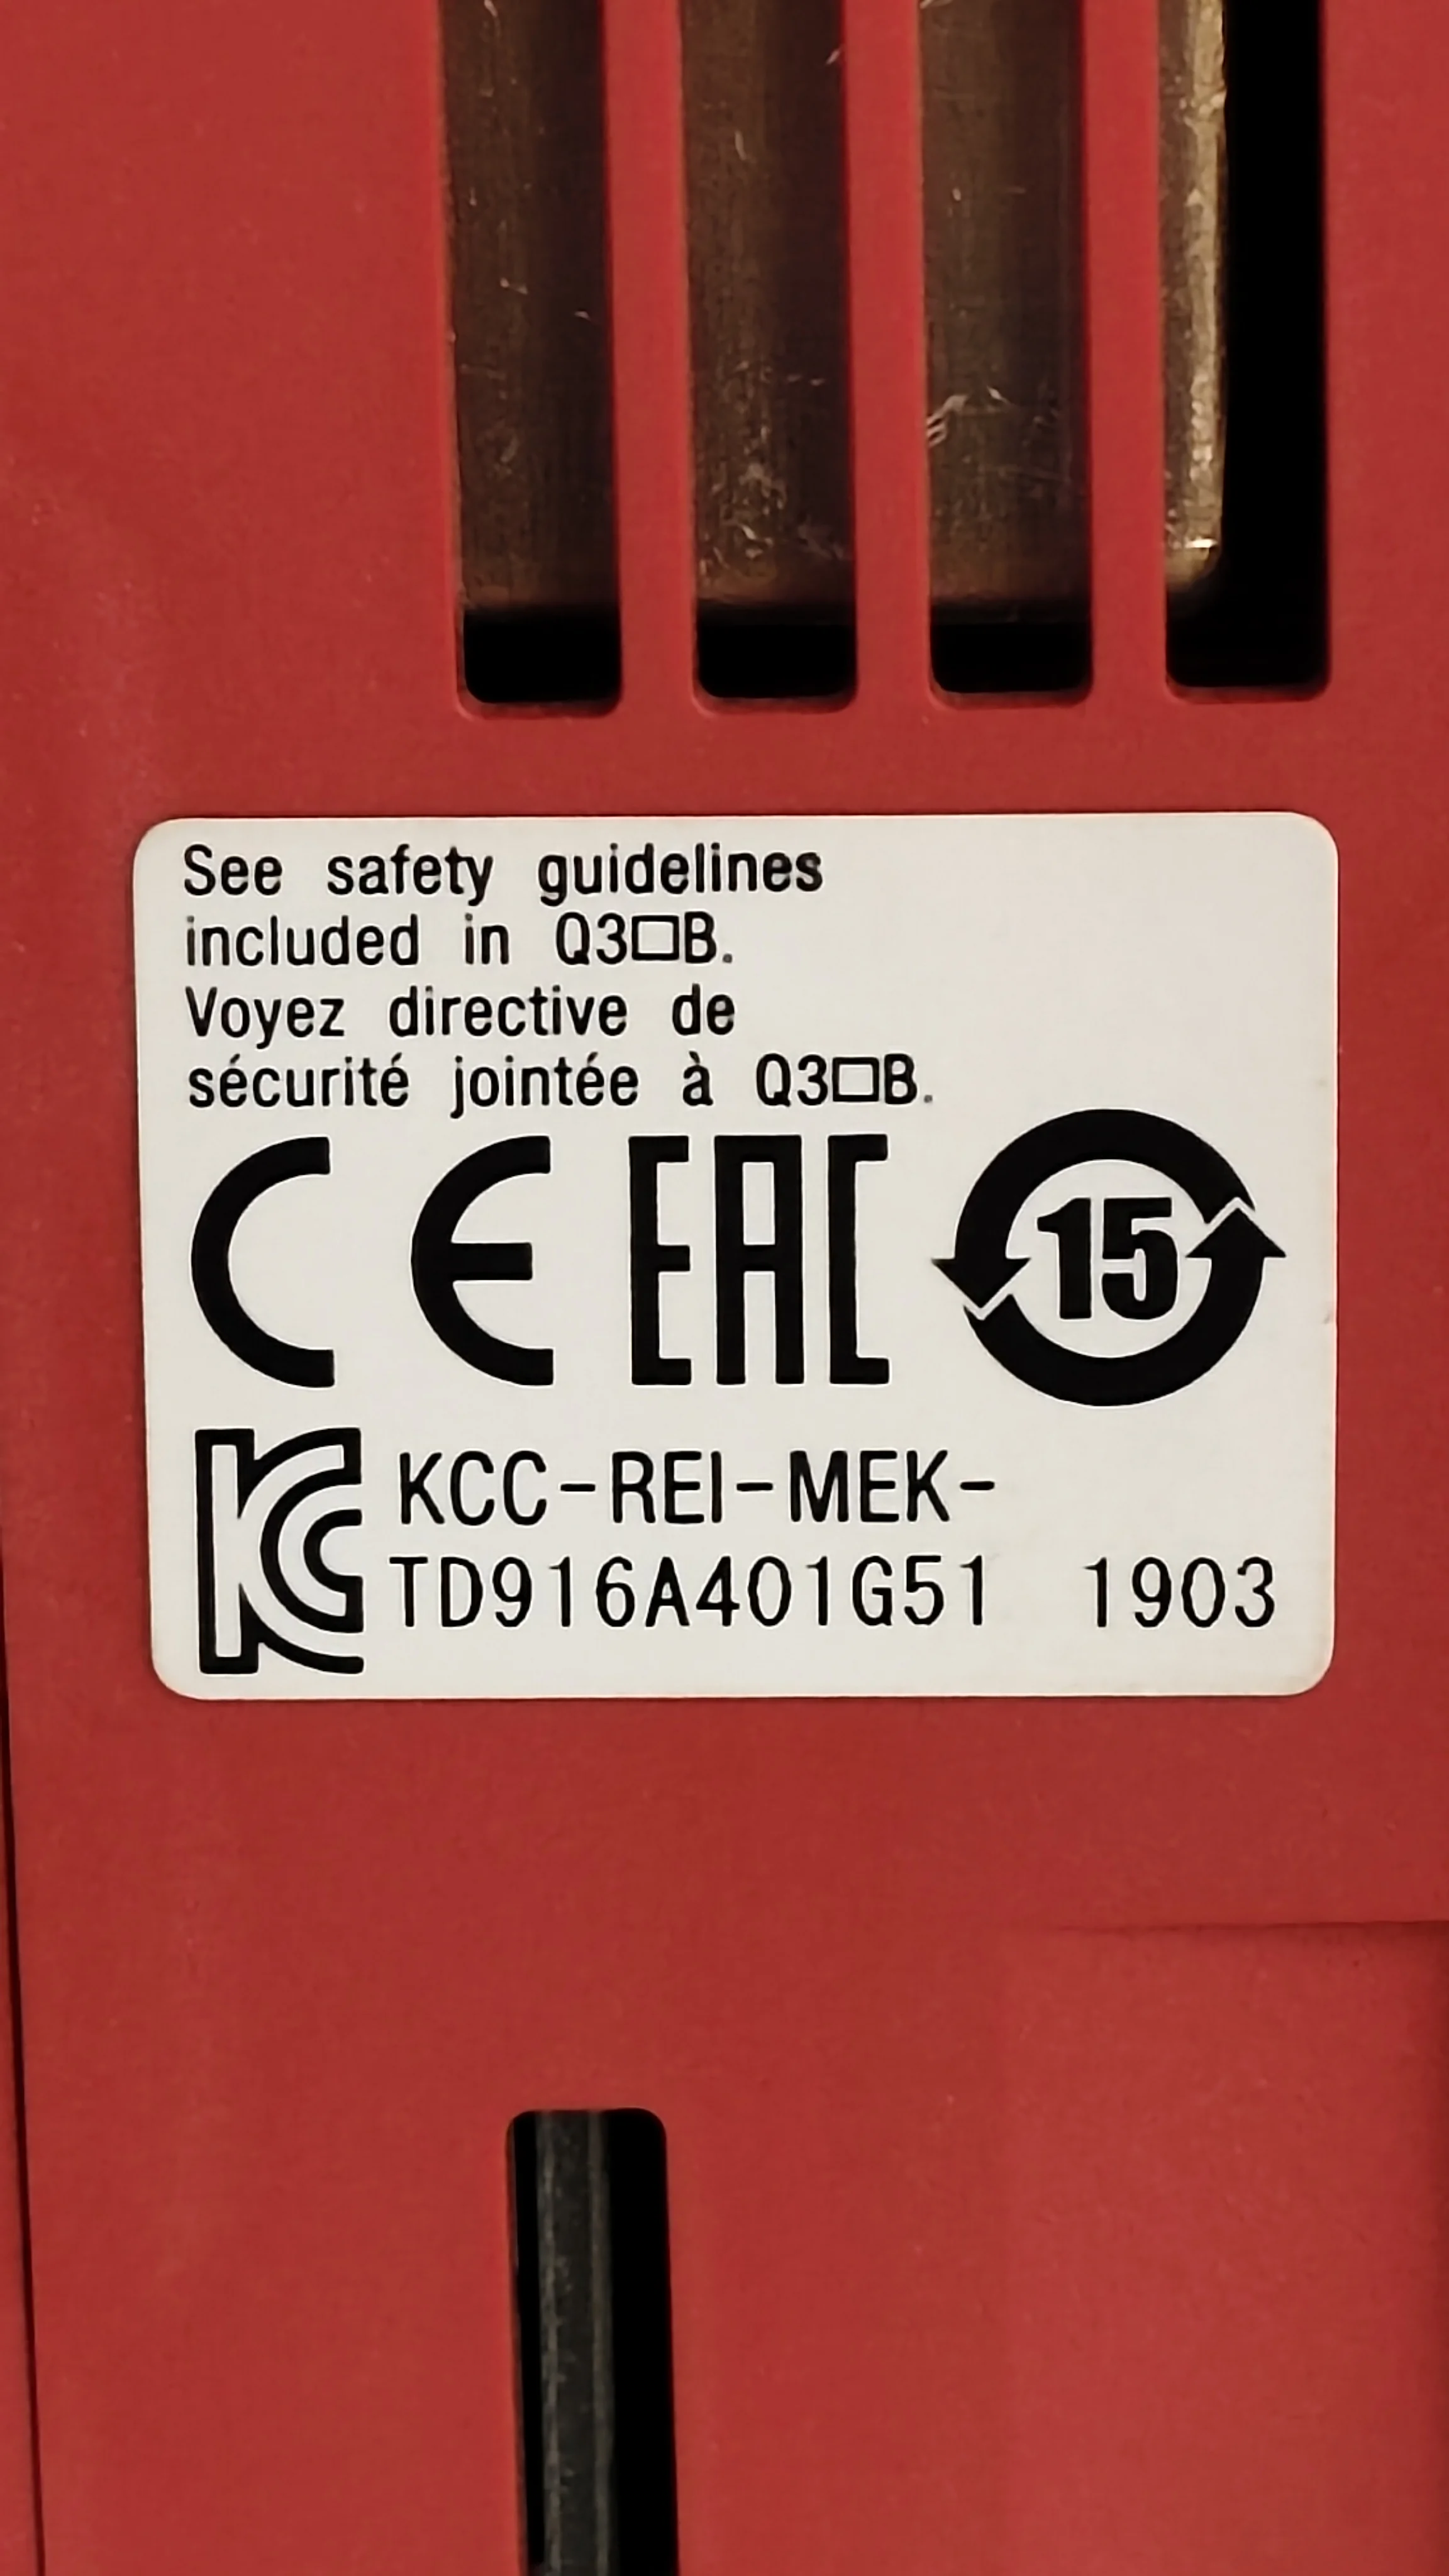 See safety guidelines
included in Q3□B.
Voyez directive de
sécurité jointée à Q3□B.
CE EAC 15
KC KCC-REI-MEK-
TD916A401G51 1903